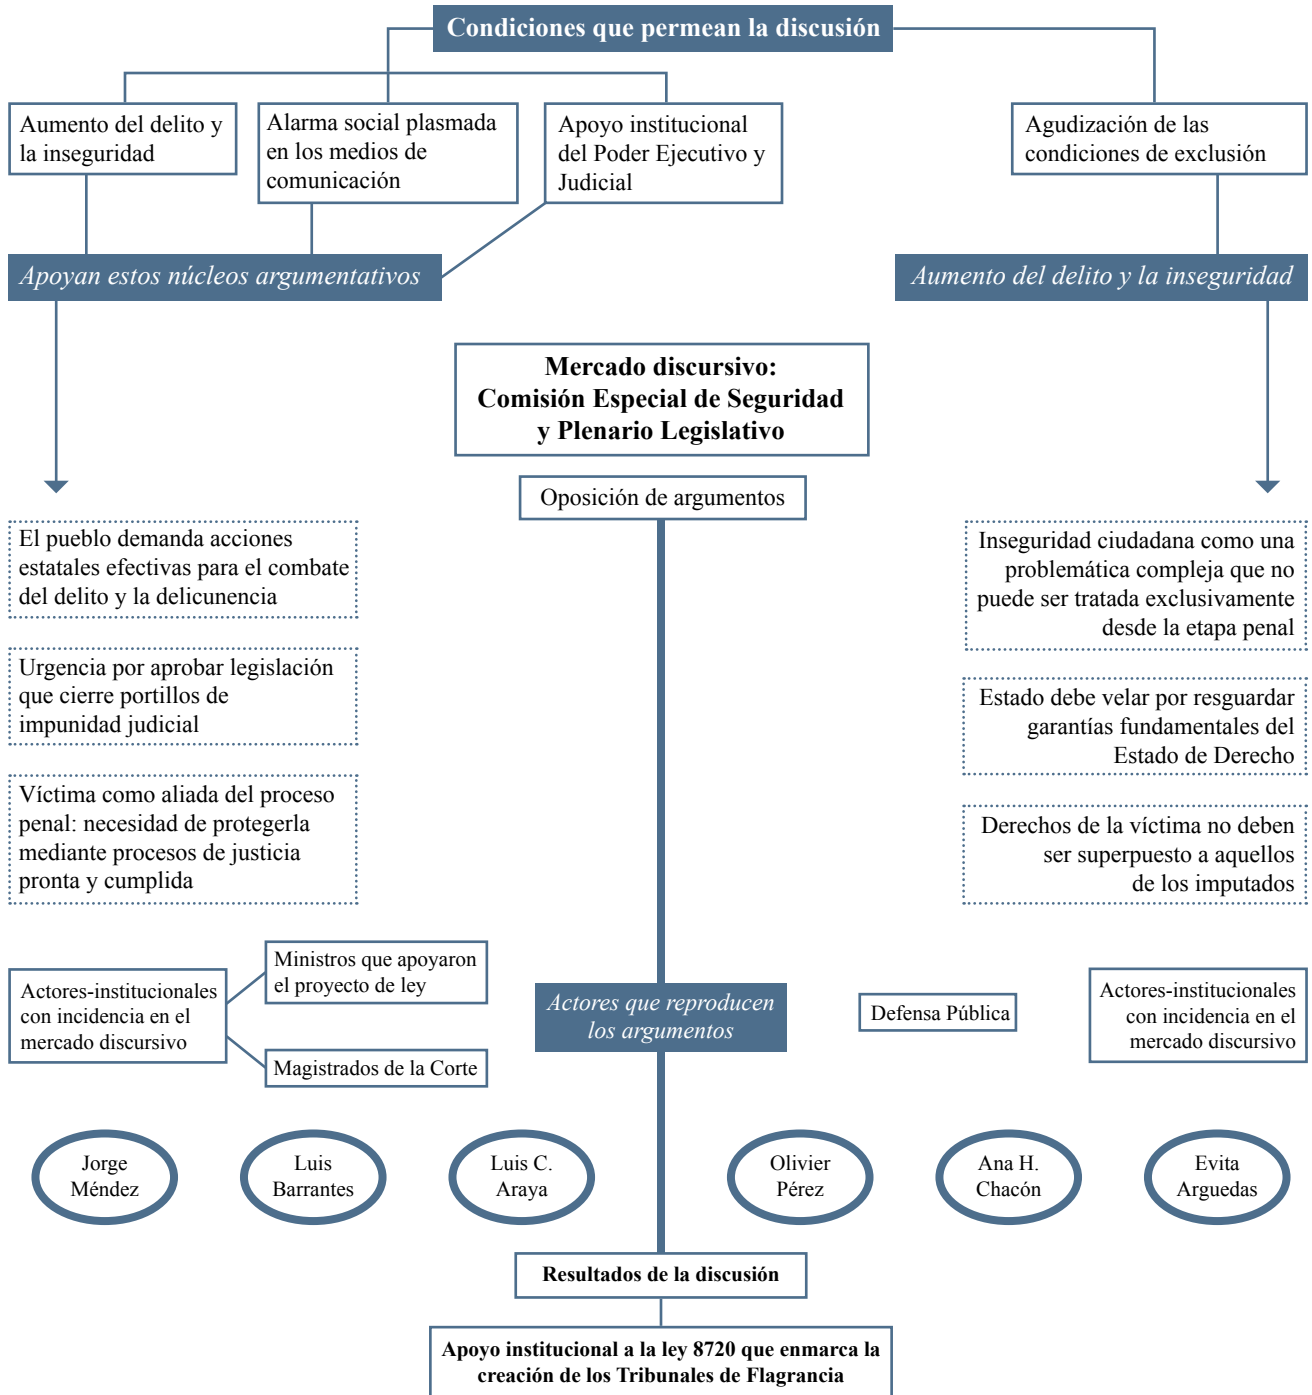 Condiciones que permean la discusión
Aumento del delito y
la inseguridad
Alarma social plasmada
en los medios de
comunicación
Apoyo institucional
del Poder Ejecutivo y
Judicial
Agudización de las
condiciones de exclusión
Apoyan estos núcleos argumentativos
Aumento del delito y la inseguridad
Mercado discursivo:
Comisión Especial de Seguridad
y Plenario Legislativo
Oposición de argumentos
El pueblo demanda acciones
estatales efectivas para el combate
del delito y la delicunencia
Urgencia por aprobar legislación
que cierre portillos de
impunidad judicial
Víctima como aliada del proceso
penal: necesidad de protegerla
mediante procesos de justicia
pronta y cumplida
Inseguridad ciudadana como una
problemática compleja que no
puede ser tratada exclusivamente
desde la etapa penal
Estado debe velar por resguardar
garantías fundamentales del
Estado de Derecho
Derechos de la víctima no deben
ser superpuesto a aquellos
de los imputados
Actores-institucionales
con incidencia en el
mercado discursivo
Ministros que apoyaron
el proyecto de ley
Magistrados de la Corte
Actores que reproducen
los argumentos
Defensa Pública
Actores-institucionales
con incidencia en el
mercado discursivo
Jorge
Méndez
Luis
Barrantes
Luis C.
Araya
Olivier
Pérez
Ana H.
Chacón
Evita
Arguedas
Resultados de la discusión
Apoyo institucional a la ley 8720 que enmarca la
creación de los Tribunales de Flagrancia